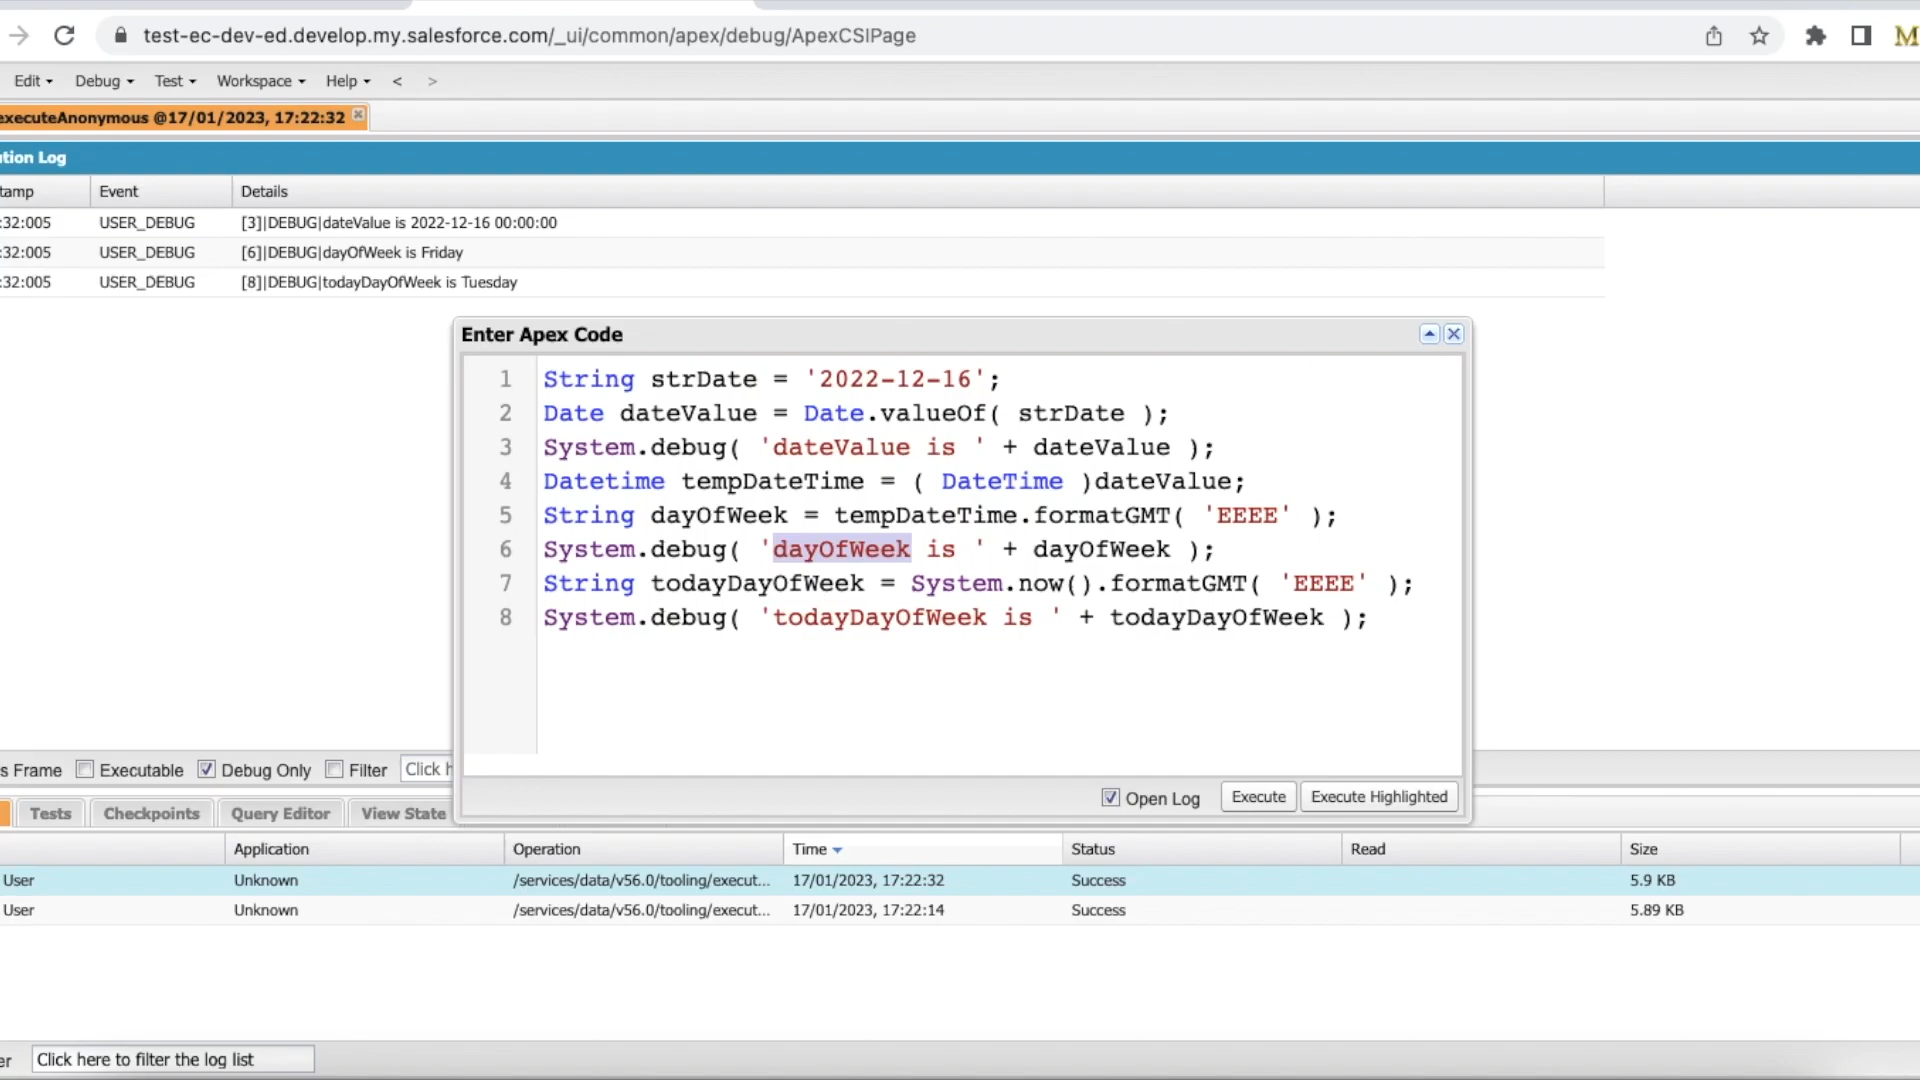 test-ec-dev-ed.develop.my.salesforce.com/_ui/common/apex/debug/ApexCSIPage
M
Edit Debug Test Workspace Help < >
executeAnonymous @17/01/2023, 17:22:32
ution Log
tamp Event Details
:32:005 USER_DEBUG [3]|DEBUG|dateValue is 2022-12-16 00:00:00
:32:005 USER_DEBUG [6]|DEBUG|dayOfWeek is Friday
:32:005 USER_DEBUG [8]|DEBUG|todayDayOfWeek is Tuesday
Enter Apex Code
1 String strDate = '2022-12-16';
2 Date dateValue = Date.valueOf( strDate );
3 System.debug( 'dateValue is ' + dateValue );
4 Datetime tempDateTime = ( DateTime )dateValue;
5 String dayOfWeek = tempDateTime.formatGMT( 'EEEE' );
6 System.debug( 'dayOfWeek is ' + dayOfWeek );
7 String todayDayOfWeek = System.now().formatGMT( 'EEEE' );
8 System.debug( 'todayDayOfWeek is ' + todayDayOfWeek );
Open Log Execute Execute Highlighted
s Frame Executable Debug Only Filter Click h
Tests Checkpoints Query Editor View State
Application Operation Time Status Read Size
User Unknown /services/data/v56.0/tooling/execut... 17/01/2023, 17:22:32 Success 5.9 KB
User Unknown /services/data/v56.0/tooling/execut... 17/01/2023, 17:22:14 Success 5.89 KB
er Click here to filter the log list